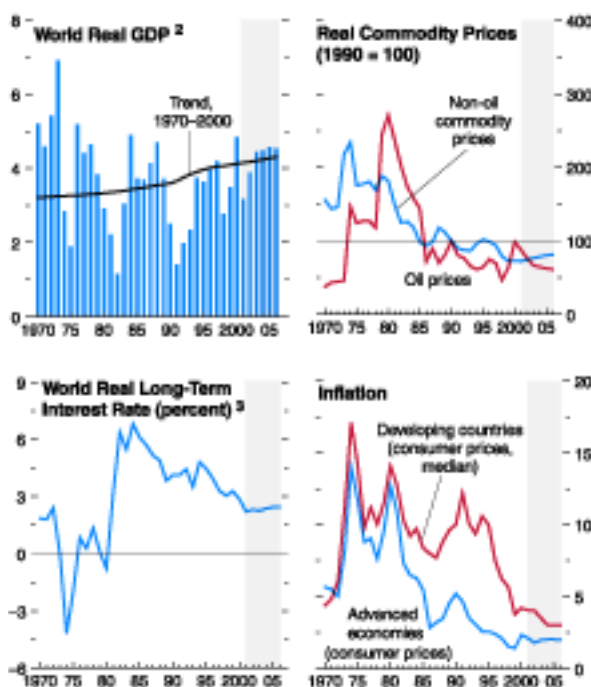 World Real GDP 2
8
6
4
2
0
Trend,
1970–2000
1970 75 80 85 90 95 2000 05
Real Commodity Prices
(1990 = 100)
400
300
250
200
150
100
50
0
Non-oil
commodity
prices
Oil prices
1970 75 80 85 90 95 2000 05
World Real Long-Term
Interest Rate (percent) 3
9
6
3
0
-3
-6
1970 75 80 85 90 95 2000 05
Inflation
20
15
10
5
0
Developing countries
(consumer prices,
median)
Advanced
economies
(consumer prices)
1970 75 80 85 90 95 2000 05